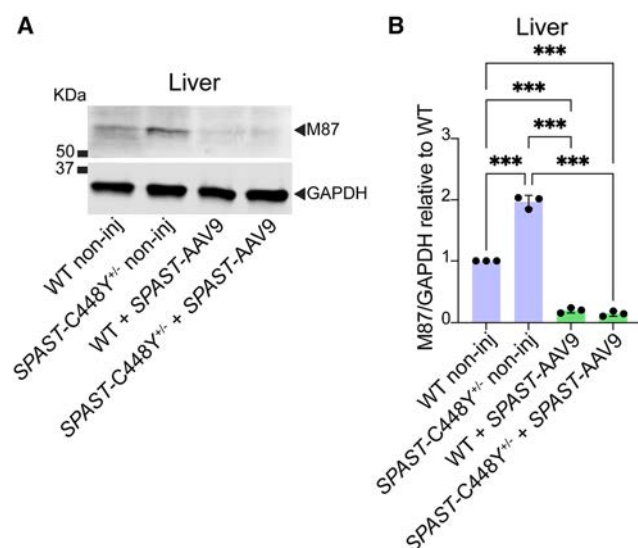 A
Liver
KDa
50
37
M87
GAPDH
WT non-inj
SPAST-C448Y+/- non-inj
WT + SPAST-AAV9
SPAST-C448Y+/- + SPAST-AAV9
B
Liver
***
***
***
*** ***
M87/GAPDH relative to WT
3
2
1
0
WT non-inj
SPAST-C448Y+/- non-inj
WT + SPAST-AAV9
SPAST-C448Y+/- + SPAST-AAV9